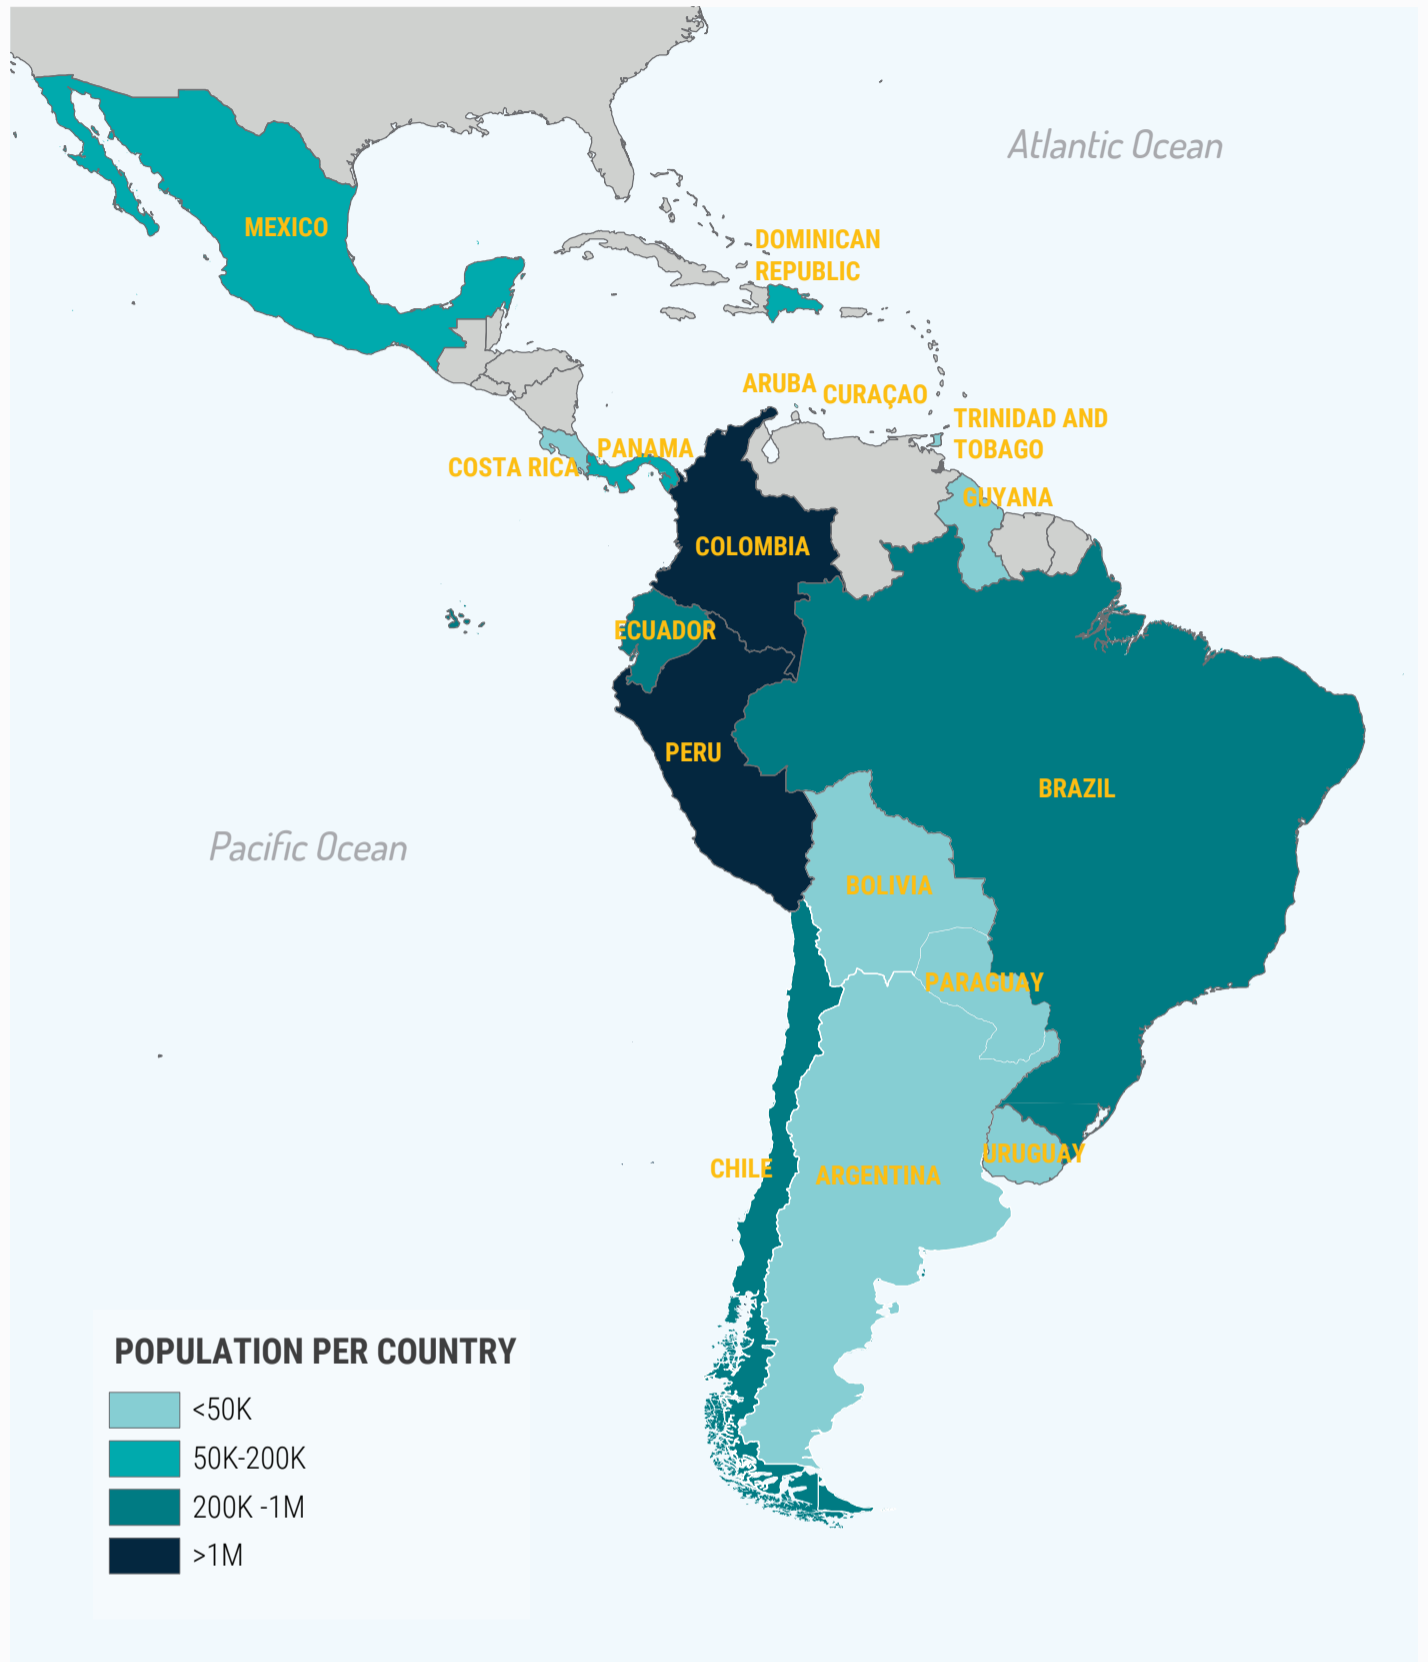 Atlantic Ocean
MEXICO
DOMINICAN
REPUBLIC
ARUBA
CURAÇAO
TRINIDAD AND
TOBAGO
PANAMA
COSTA RICA
GUYANA
COLOMBIA
ECUADOR
PERU
BRAZIL
Pacific Ocean
BOLIVIA
PARAGUAY
URUGUAY
CHILE
ARGENTINA
POPULATION PER COUNTRY
<50K
50K-200K
200K -1M
>1M